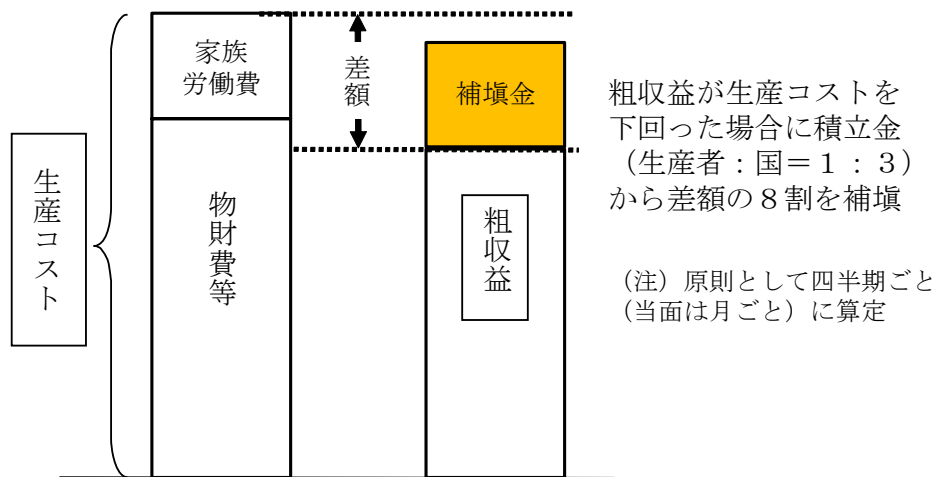 生産コスト
家族
労働費
物財費等
差額
補塡金
粗収益
粗収益が生産コストを
下回った場合に積立金
（生産者：国＝１：３）
から差額の８割を補塡
（注）原則として四半期ごと
（当面は月ごと）に算定